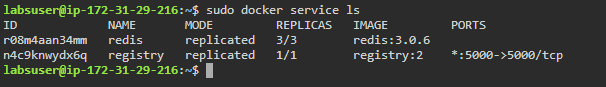 labsuser@ip-172-31-29-216:~$ sudo docker service ls
ID             NAME       MODE         REPLICAS   IMAGE         PORTS
r08m4aan34mm   redis      replicated   3/3        redis:3.0.6
n4c9knwydx6q   registry   replicated   1/1        registry:2    *:5000->5000/tcp
labsuser@ip-172-31-29-216:~$